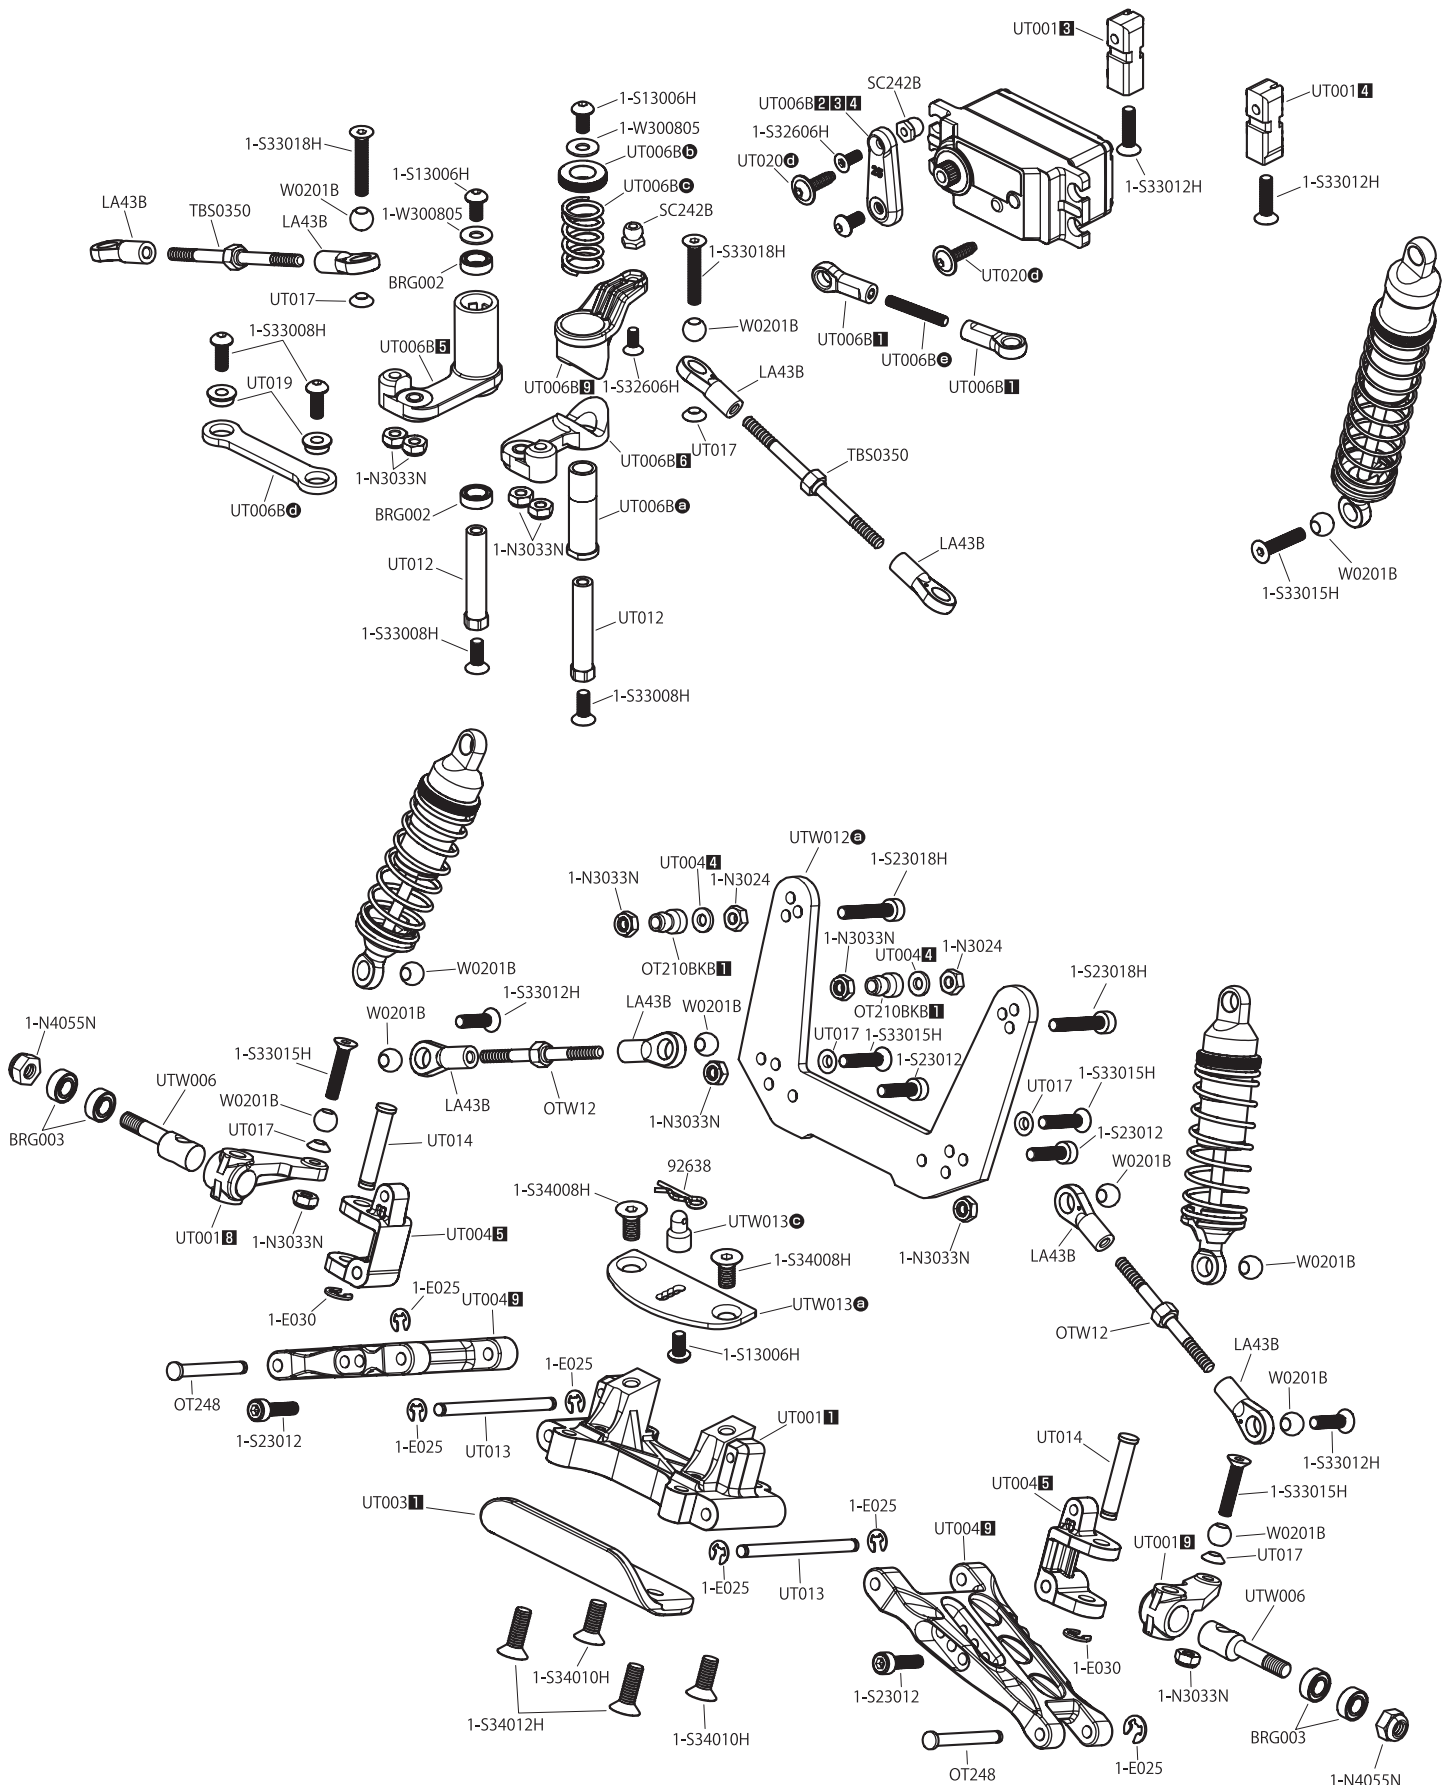 UT001 3
SC242B
1-S13006H
UT006B 2 3 4
UT001 4
1-W300805
1-S32606H
1-S33018H
UT006B b
UT020 d
1-S13006H
1-S33012H
UT006B c
1-S33012H
W0201B
LA43B
TBS0350
LA43B
1-W300805
SC242B
1-S33018H
25
BRG002
UT020 d
UT017
W0201B
1-S33008H
UT006B 1
UT006B 5
UT006B e
UT019
UT006B 9
1-S32606H
LA43B
UT006B 1
UT017
UT006B 6
TBS0350
1-N3033N
UT006B d
BRG002
UT006B a
1-N3033N
LA43B
UT012
W0201B
1-S33015H
1-S33008H
UT012
1-S33008H
UTW012 a
UT004 4
1-S23018H
1-N3033N
1-N3024
1-N3033N
UT004 4
1-N3024
OT210BKB 1
W0201B
1-S23018H
1-S33012H
LA43B
W0201B
W0201B
OT210BKB 1
1-N4055N
UT017
1-S33015H
1-S33015H
1-S23012
UTW006
UT017
1-S33015H
W0201B
LA43B
OTW12
1-N3033N
UT017
BRG003
UT014
1-S23012
92638
W0201B
1-S34008H
UTW013 c
UT001 8
1-N3033N
UT004 5
1-S34008H
1-N3033N
LA43B
W0201B
1-E025
UT004 9
UTW013 a
1-E030
OTW12
1-S13006H
LA43B
1-E025
OT248
W0201B
1-S23012
1-E025
UT013
UT001 1
UT014
1-S33012H
UT004 5
1-S33015H
UT003 1
1-E025
UT004 9
W0201B
UT001 9
UT017
1-E025
UT013
UTW006
1-S34010H
1-E030
1-S23012
1-N3033N
1-S34012H
1-S34010H
BRG003
OT248
1-E025
1-N4055N